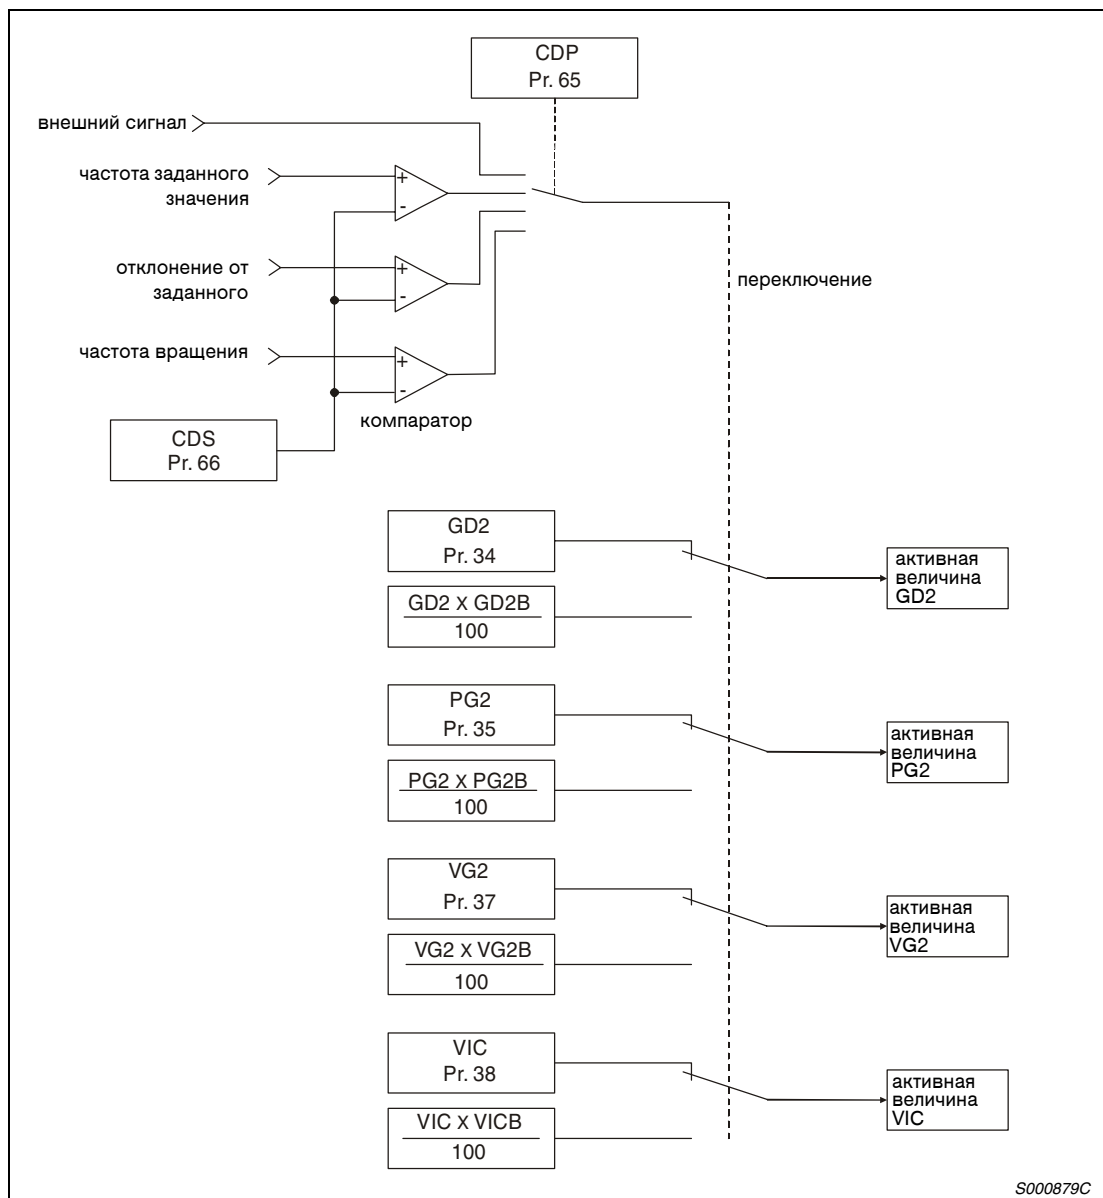 CDP
Pr. 65
внешний сигнал
частота заданного
значения
+
-
отклонение от
заданного
+
-
переключение
частота вращения
+
-
компаратор
CDS
Pr. 66
GD2
Pr. 34
активная
величина
GD2
GD2 X GD2B
100
PG2
Pr. 35
активная
величина
PG2
PG2 X PG2B
100
VG2
Pr. 37
активная
величина
VG2
VG2 X VG2B
100
VIC
Pr. 38
активная
величина
VIC
VIC X VICB
100
S000879C